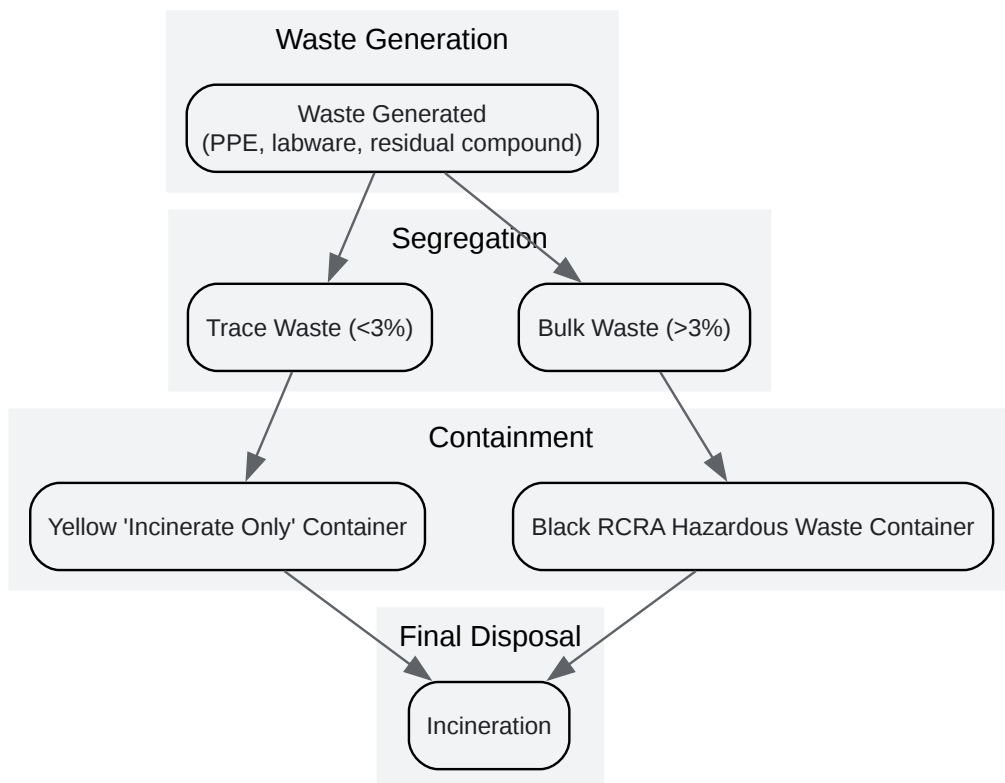 Waste Generation
Waste Generated
(PPE, labware, residual compound)
Segregation
Trace Waste (<3%)
Bulk Waste (>3%)
Containment
Yellow 'Incinerate Only' Container
Black RCRA Hazardous Waste Container
Final Disposal
Incineration